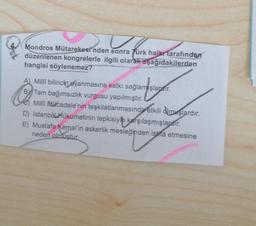 Mondros Mütarekesi'nden sonra Türk halkı tarafından
düzenlenen kongrelerle ilgili olarak aşağıdakilerden
hangisi söylenemez?
A) Millî bilincin uyanmasına katkı sağlamışlardır.
B) Tam bağımsızlık vurgusu yapılmıştır.
C) Millî Mücadele'nin teşkilatlanmasında etkili olmuşlardır.
D) İstanbul Hükümetinin tepkisiyle karşılaşmışlardır.
E) Mustafa Kemal'in askerlik mesleğinden istifa etmesine
neden olmuştur.